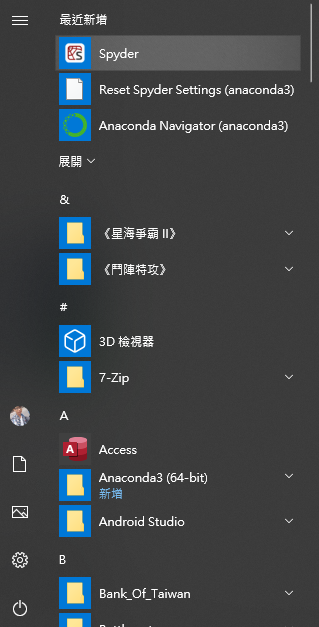 最近新增
Spyder
Reset Spyder Settings (anaconda3)
Anaconda Navigator (anaconda3)
展開
&
《星海爭霸 II》
《鬥陣特攻》
#
3D 檢視器
7-Zip
A
Access
Anaconda3 (64-bit)
新增
Android Studio
B
Bank_Of_Taiwan